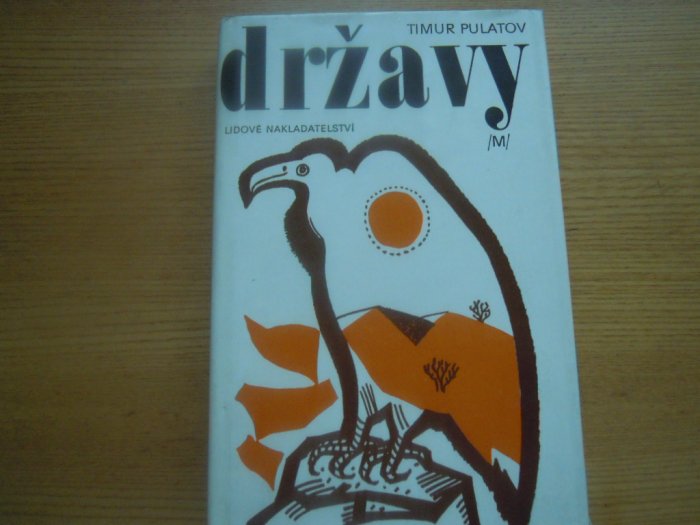 TIMUR PULATOV
državy
LIDOVÉ NAKLADATELSTVÍ
/M/